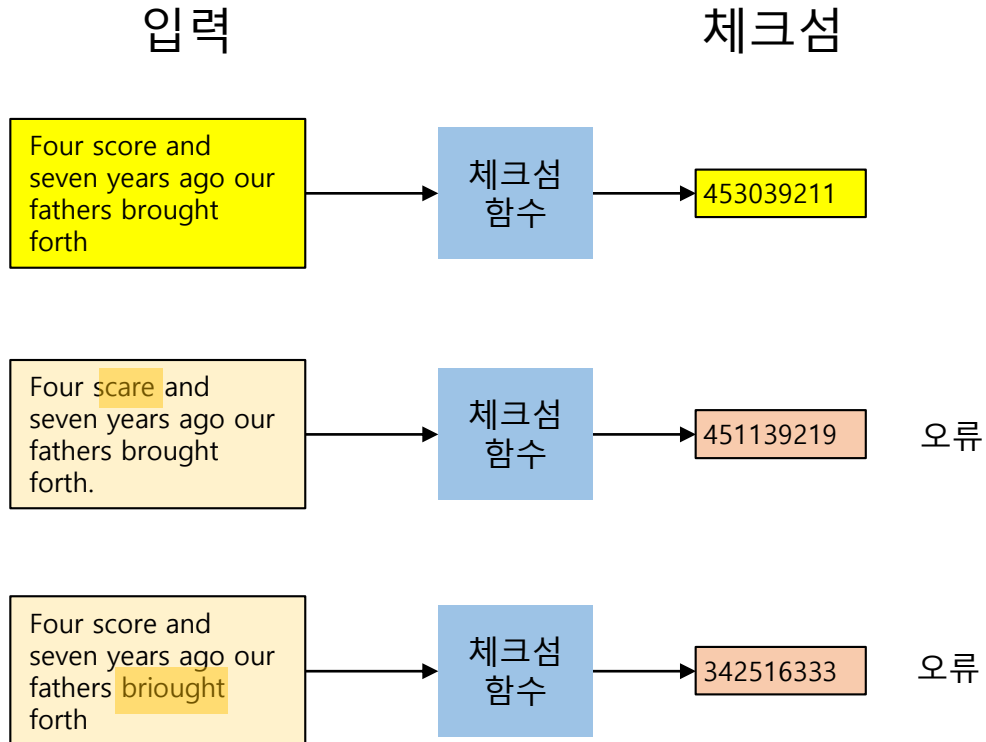 입력
체크섬
Four score and
seven years ago our
fathers brought
forth
체크섬
함수
453039211
Four scare and
seven years ago our
fathers brought
forth.
체크섬
함수
451139219
오류
Four score and
seven years ago our
fathers briought
forth
체크섬
함수
342516333
오류